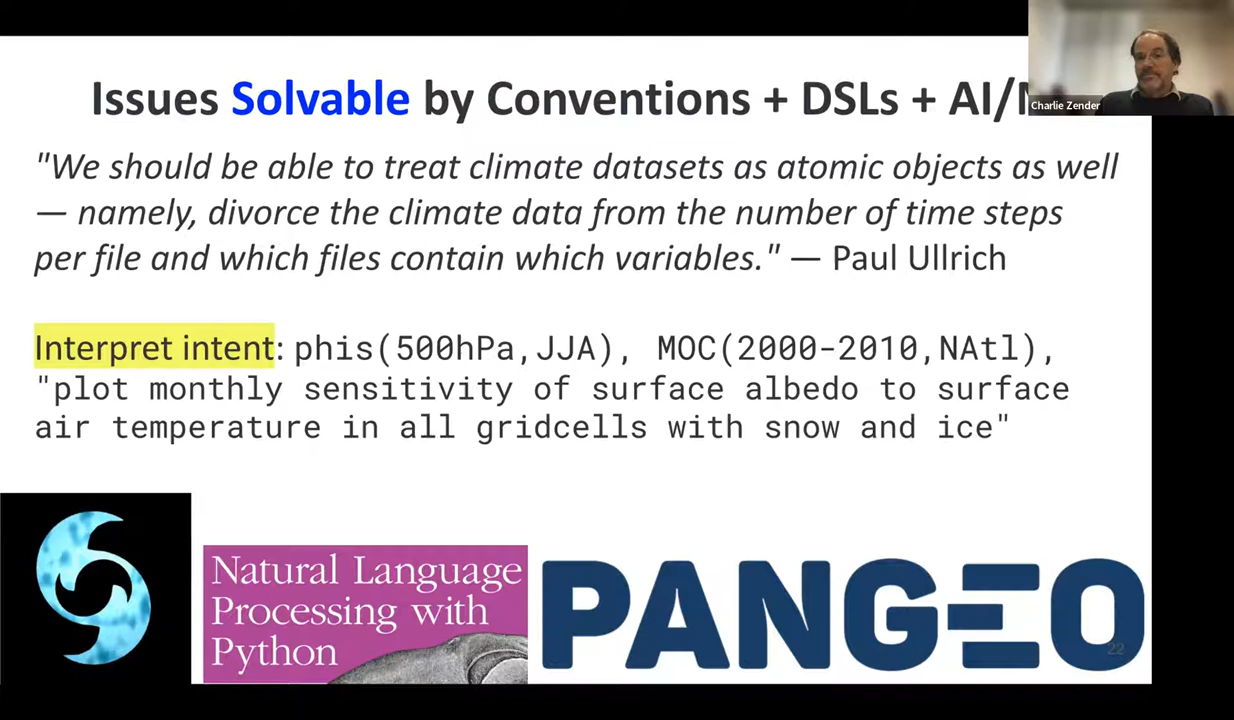 Issues Solvable by Conventions + DSLs + AI/
Charlie Zender
"We should be able to treat climate datasets as atomic objects as well
— namely, divorce the climate data from the number of time steps
per file and which files contain which variables." — Paul Ullrich
Interpret intent: phis(500hPa,JJA), MOC(2000-2010,NAtl),
"plot monthly sensitivity of surface albedo to surface
air temperature in all gridcells with snow and ice"
Natural Language
Processing with
Python
PANGEO
22